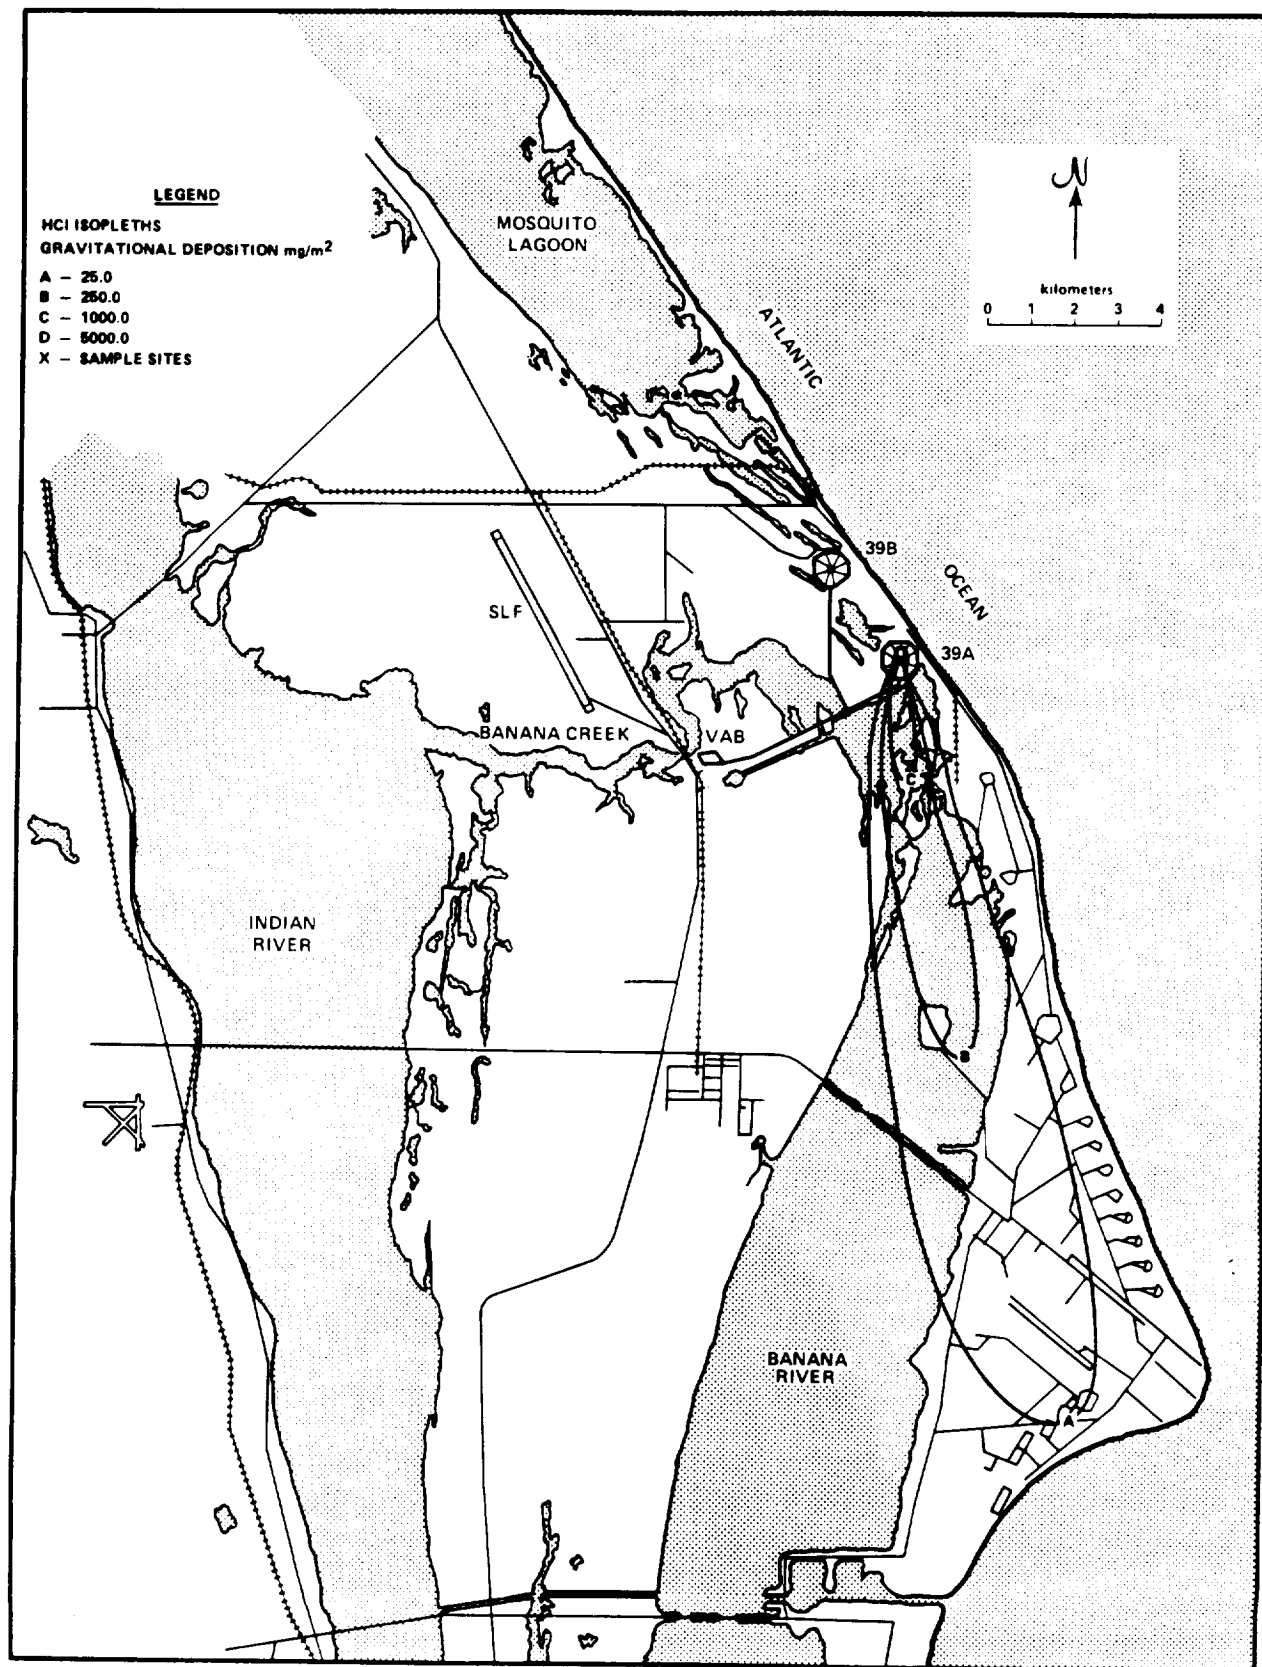 LEGEND
HCl ISOPLETHS
GRAVITATIONAL DEPOSITION mg/m²
A – 25.0
B – 250.0
C – 1000.0
D – 5000.0
X – SAMPLE SITES
N
kilometers
0 1 2 3 4
MOSQUITO
LAGOON
ATLANTIC
OCEAN
39B
39A
SLF
BANANA CREEK
VAB
C
INDIAN
RIVER
B
BANANA
RIVER
A